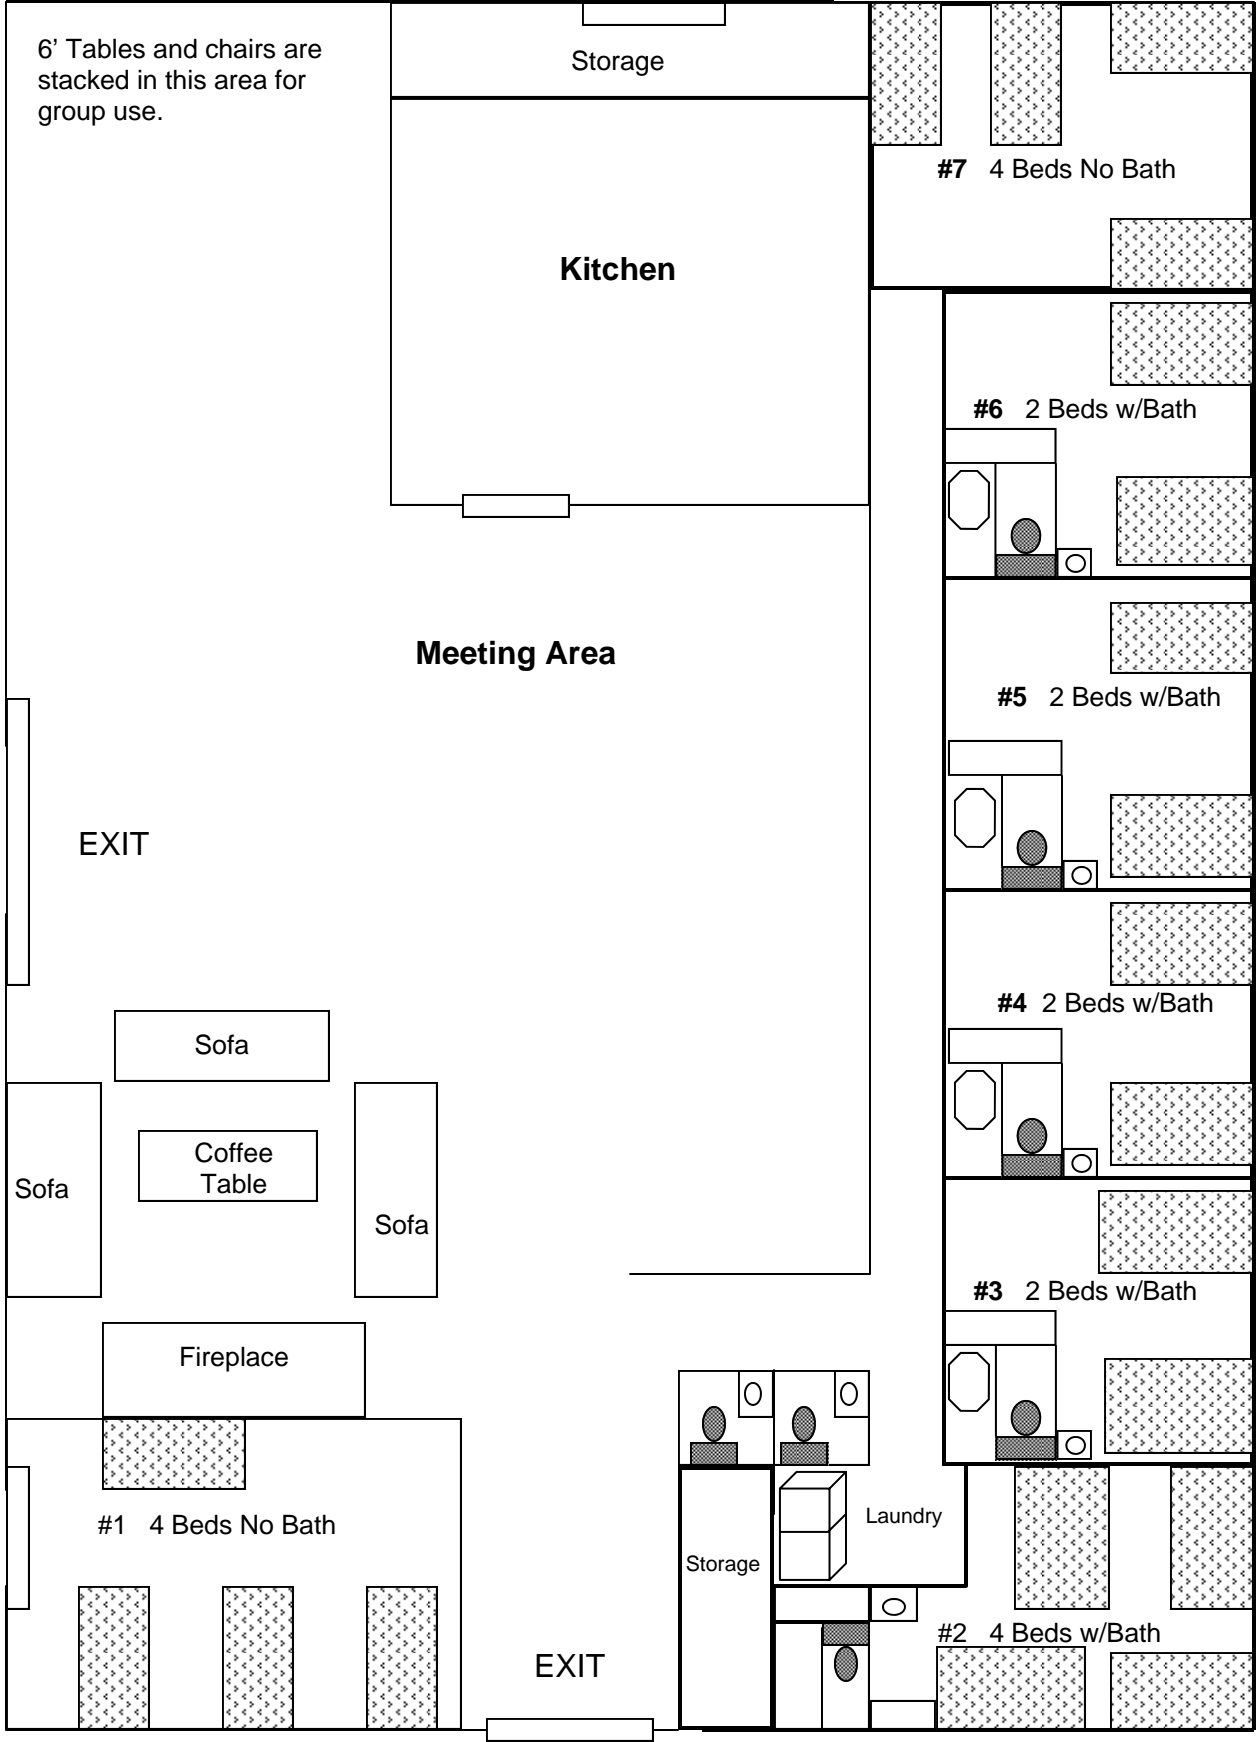 6’ Tables and chairs are
stacked in this area for
group use.
Storage
#7 4 Beds No Bath
Kitchen
#6 2 Beds w/Bath
Meeting Area
#5 2 Beds w/Bath
EXIT
#4 2 Beds w/Bath
Sofa
Coffee
Table
Sofa
Sofa
#3 2 Beds w/Bath
Fireplace
#1 4 Beds No Bath
Laundry
Storage
#2 4 Beds w/Bath
EXIT